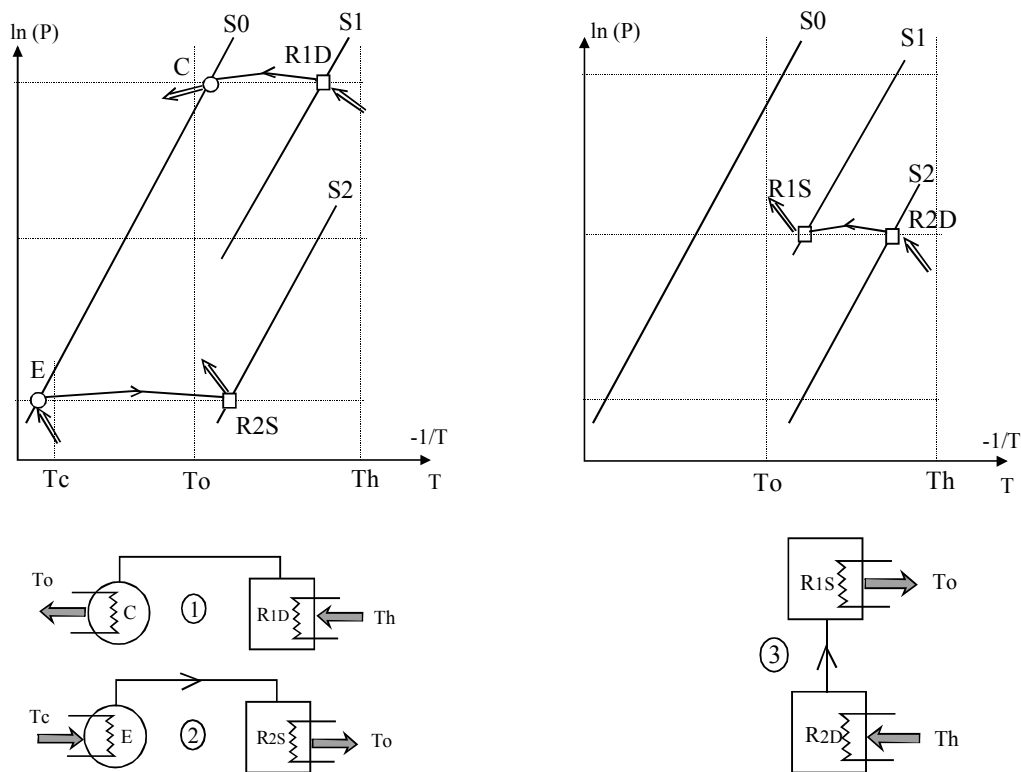 ln (P)
S0
S1
C
R1D
S2
E
R2S
-1/T
Tc
To
Th
T
ln (P)
S0
S1
S2
R1S
R2D
-1/T
To
Th
T
To
C
1
R1D
Th
Tc
E
2
R2S
To
R1S
To
3
R2D
Th